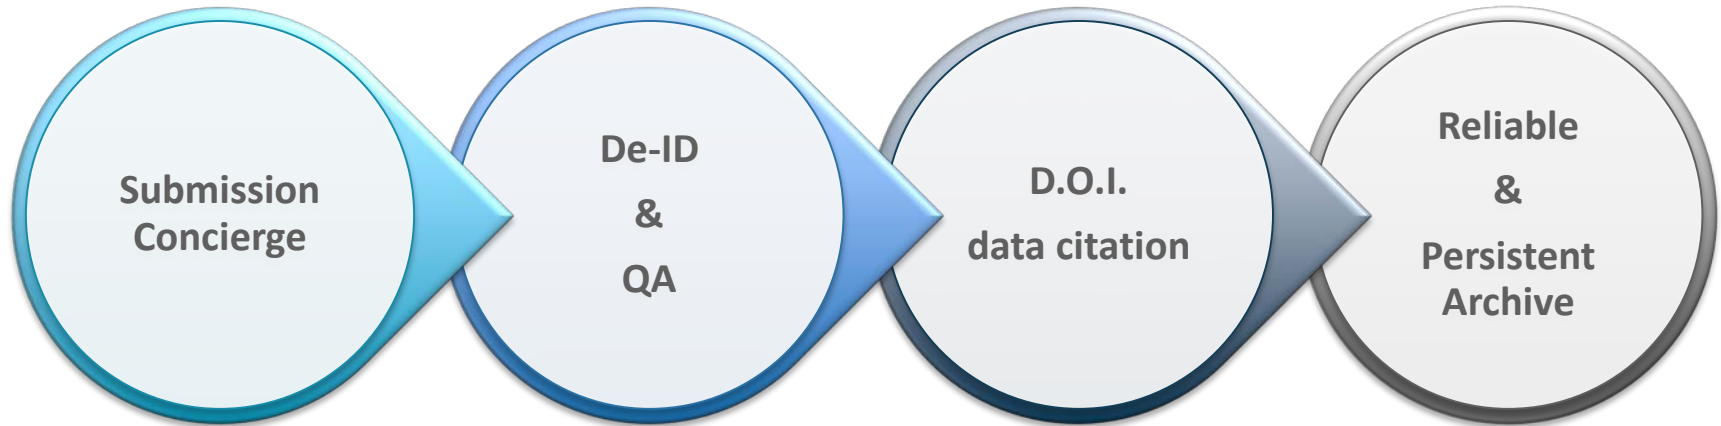 Submission
Concierge
De-ID
&
QA
D.O.I.
data citation
Reliable
&
Persistent
Archive